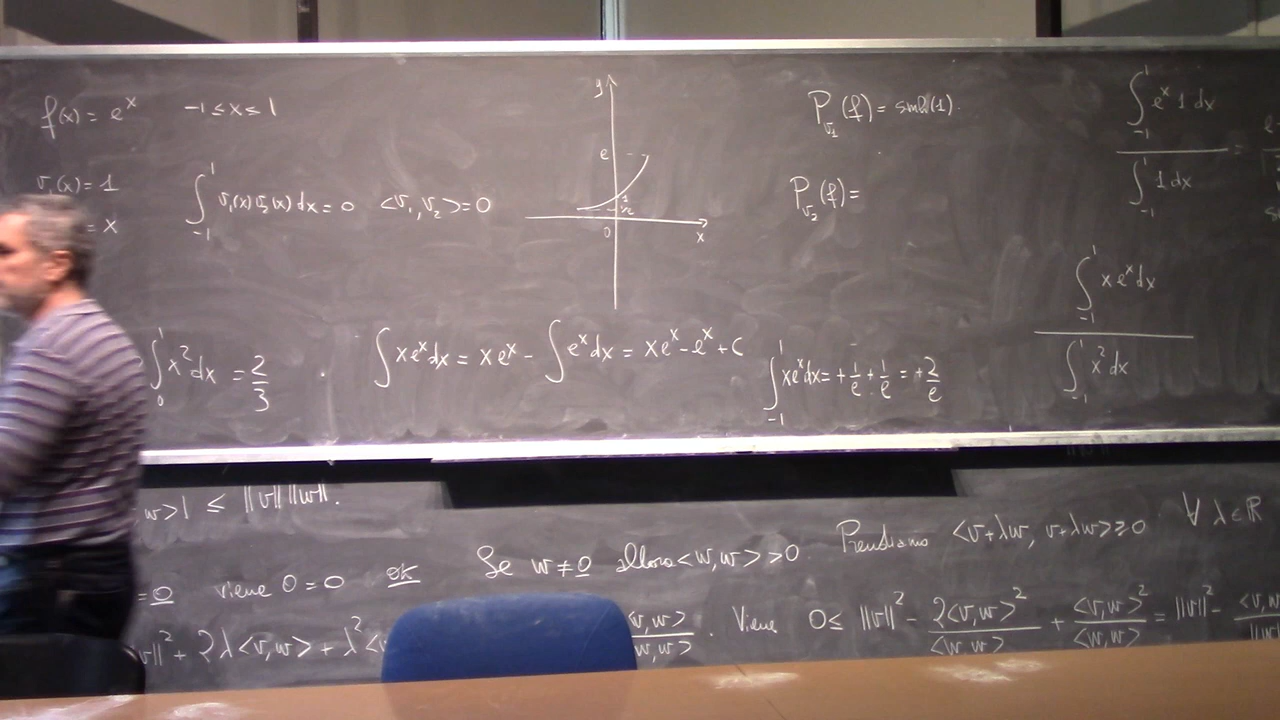 f(x) = e^x   -1 ≤ x ≤ 1
v₁(x) = 1
= x
∫_{-1}^{1} v₁(x) v₂(x) dx = 0   <v₁, v₂> = 0
y
e
1
0
x
P_{v₁}(f) = senh(1).
P_{v₂}(f) =
∫_{-1}^{1} e^x 1 dx / ∫_{-1}^{1} 1 dx =
∫_{-1}^{1} x e^x dx / ∫_{-1}^{1} x² dx
∫_{0}^{1} x² dx = 2/3
∫ x e^x dx = x e^x - ∫ e^x dx = x e^x - e^x + C
∫_{-1}^{1} x e^x dx = + 1/e + 1/e = + 2/e
, w>| ≤ ||v|| ||w||.
= 0   viene 0 = 0   OK   Se w ≠ 0 allora <w, w> > 0.   Prendiamo <v+λw, v+λw> ≥ 0   ∀ λ ∈ ℝ
||² + 2λ<v, w> + λ²<
<v, w> / <w, w>.   Viene   0 ≤ ||v||² - 2<v, w>² / <w, w> + <v, w>² / <w, w> = ||v||² -